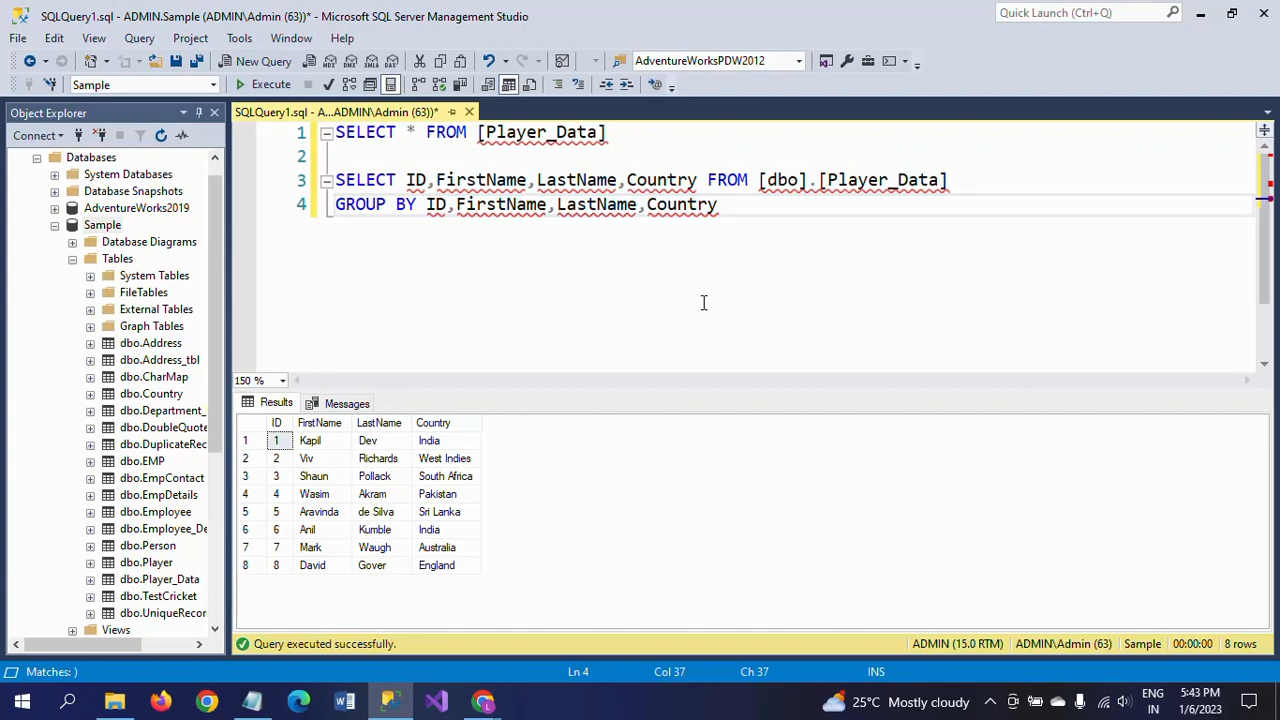 SQLQuery1.sql - ADMIN.Sample (ADMIN\Admin (63))* - Microsoft SQL Server Management Studio
Quick Launch (Ctrl+Q)
File Edit View Query Project Tools Window Help
New Query
AdventureWorksPDW2012
Sample
Execute
Object Explorer
SQLQuery1.sql - A...ADMIN\Admin (63))*
Connect
Databases
System Databases
Database Snapshots
AdventureWorks2019
Sample
Database Diagrams
Tables
System Tables
FileTables
External Tables
Graph Tables
dbo.Address
dbo.Address_tbl
dbo.CharMap
dbo.Country
dbo.Department_
dbo.DoubleQuote
dbo.DuplicateRec
dbo.EMP
dbo.EmpContact
dbo.EmpDetails
dbo.Employee
dbo.Employee_De
dbo.Person
dbo.Player
dbo.Player_Data
dbo.TestCricket
dbo.UniqueRecor
Views
1 SELECT * FROM [Player_Data]
2
3 SELECT ID,FirstName,LastName,Country FROM [dbo].[Player_Data]
4 GROUP BY ID,FirstName,LastName,Country
150 %
Results Messages
ID FirstName LastName Country
1 1 Kapil Dev India
2 2 Viv Richards West Indies
3 3 Shaun Pollack South Africa
4 4 Wasim Akram Pakistan
5 5 Aravinda de Silva Sri Lanka
6 6 Anil Kumble India
7 7 Mark Waugh Australia
8 8 David Gover England
Query executed successfully. ADMIN (15.0 RTM) ADMIN\Admin (63) Sample 00:00:00 8 rows
Matches: ) Ln 4 Col 37 Ch 37 INS
25°C Mostly cloudy
ENG
IN
5:43 PM
1/6/2023